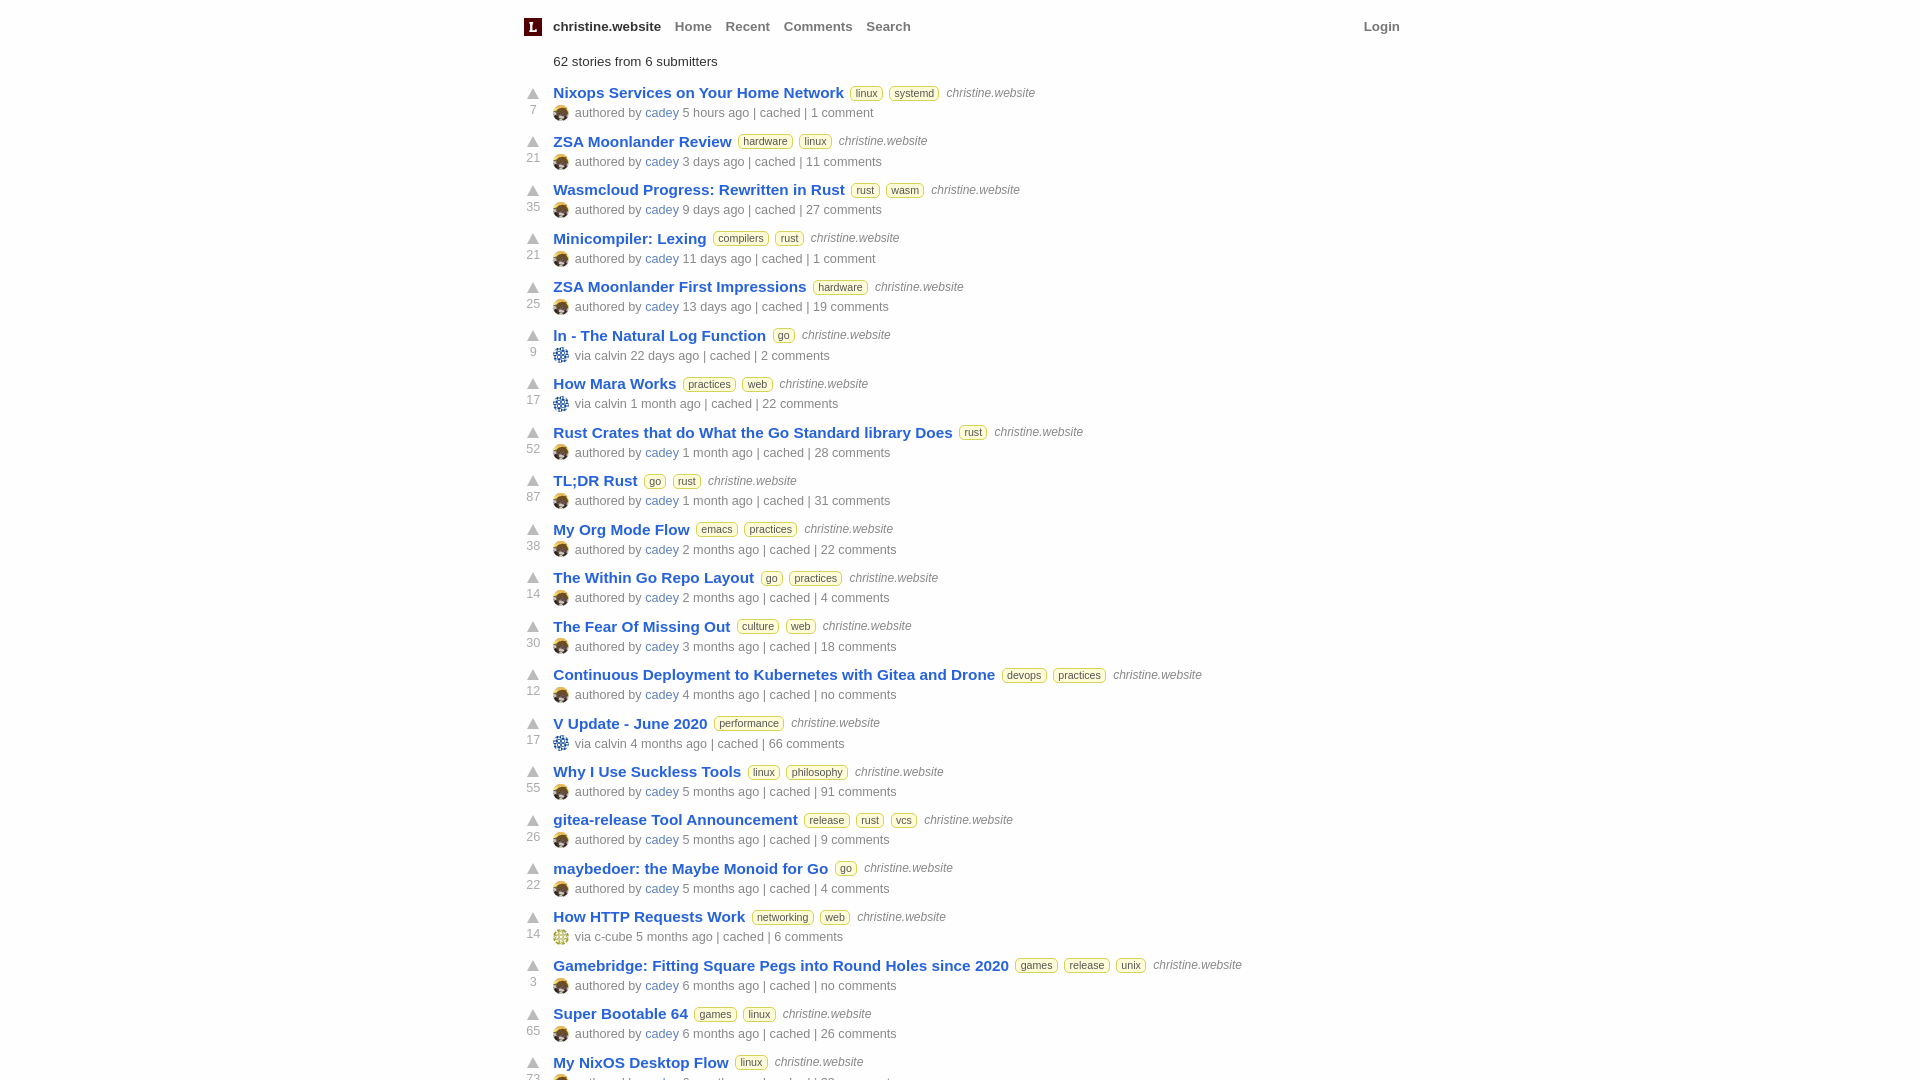 L christine.website Home Recent Comments Search Login
62 stories from 6 submitters
Nixops Services on Your Home Network linux systemd christine.website
7 authored by cadey 5 hours ago | cached | 1 comment
ZSA Moonlander Review hardware linux christine.website
21 authored by cadey 3 days ago | cached | 11 comments
Wasmcloud Progress: Rewritten in Rust rust wasm christine.website
35 authored by cadey 9 days ago | cached | 27 comments
Minicompiler: Lexing compilers rust christine.website
21 authored by cadey 11 days ago | cached | 1 comment
ZSA Moonlander First Impressions hardware christine.website
25 authored by cadey 13 days ago | cached | 19 comments
ln - The Natural Log Function go christine.website
9 via calvin 22 days ago | cached | 2 comments
How Mara Works practices web christine.website
17 via calvin 1 month ago | cached | 22 comments
Rust Crates that do What the Go Standard library Does rust christine.website
52 authored by cadey 1 month ago | cached | 28 comments
TL;DR Rust go rust christine.website
87 authored by cadey 1 month ago | cached | 31 comments
My Org Mode Flow emacs practices christine.website
38 authored by cadey 2 months ago | cached | 22 comments
The Within Go Repo Layout go practices christine.website
14 authored by cadey 2 months ago | cached | 4 comments
The Fear Of Missing Out culture web christine.website
30 authored by cadey 3 months ago | cached | 18 comments
Continuous Deployment to Kubernetes with Gitea and Drone devops practices christine.website
12 authored by cadey 4 months ago | cached | no comments
V Update - June 2020 performance christine.website
17 via calvin 4 months ago | cached | 66 comments
Why I Use Suckless Tools linux philosophy christine.website
55 authored by cadey 5 months ago | cached | 91 comments
gitea-release Tool Announcement release rust vcs christine.website
26 authored by cadey 5 months ago | cached | 9 comments
maybedoer: the Maybe Monoid for Go go christine.website
22 authored by cadey 5 months ago | cached | 4 comments
How HTTP Requests Work networking web christine.website
14 via c-cube 5 months ago | cached | 6 comments
Gamebridge: Fitting Square Pegs into Round Holes since 2020 games release unix christine.website
3 authored by cadey 6 months ago | cached | no comments
Super Bootable 64 games linux christine.website
65 authored by cadey 6 months ago | cached | 26 comments
My NixOS Desktop Flow linux christine.website